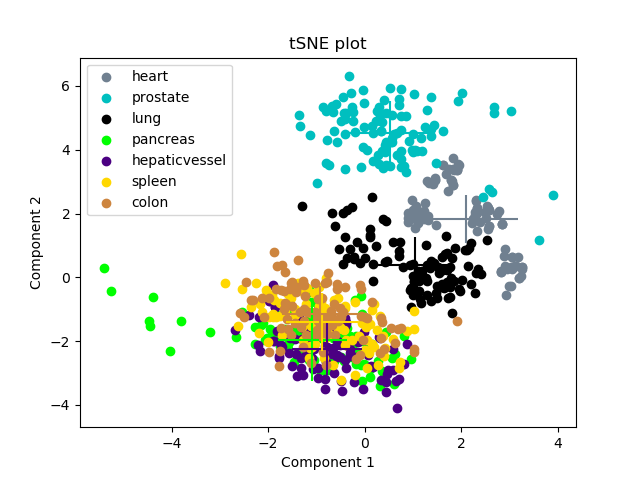 tSNE plot
heart
prostate
lung
pancreas
hepaticvessel
spleen
colon
6
4
2
0
−2
−4
Component 2
−4 −2 0 2 4
Component 1